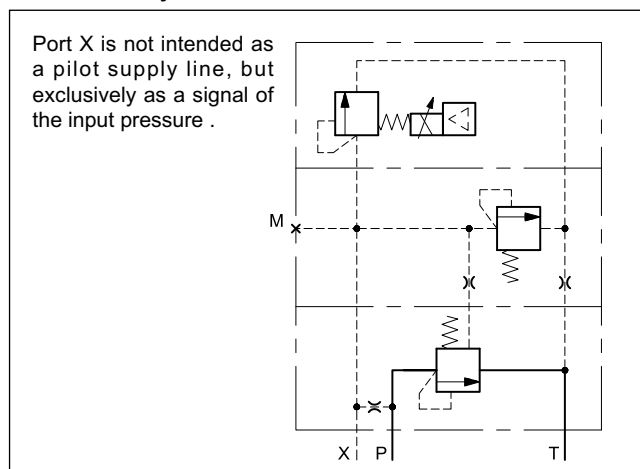 Port X is not intended as
a pilot supply line, but
exclusively as a signal of
the input pressure .
M
X P T